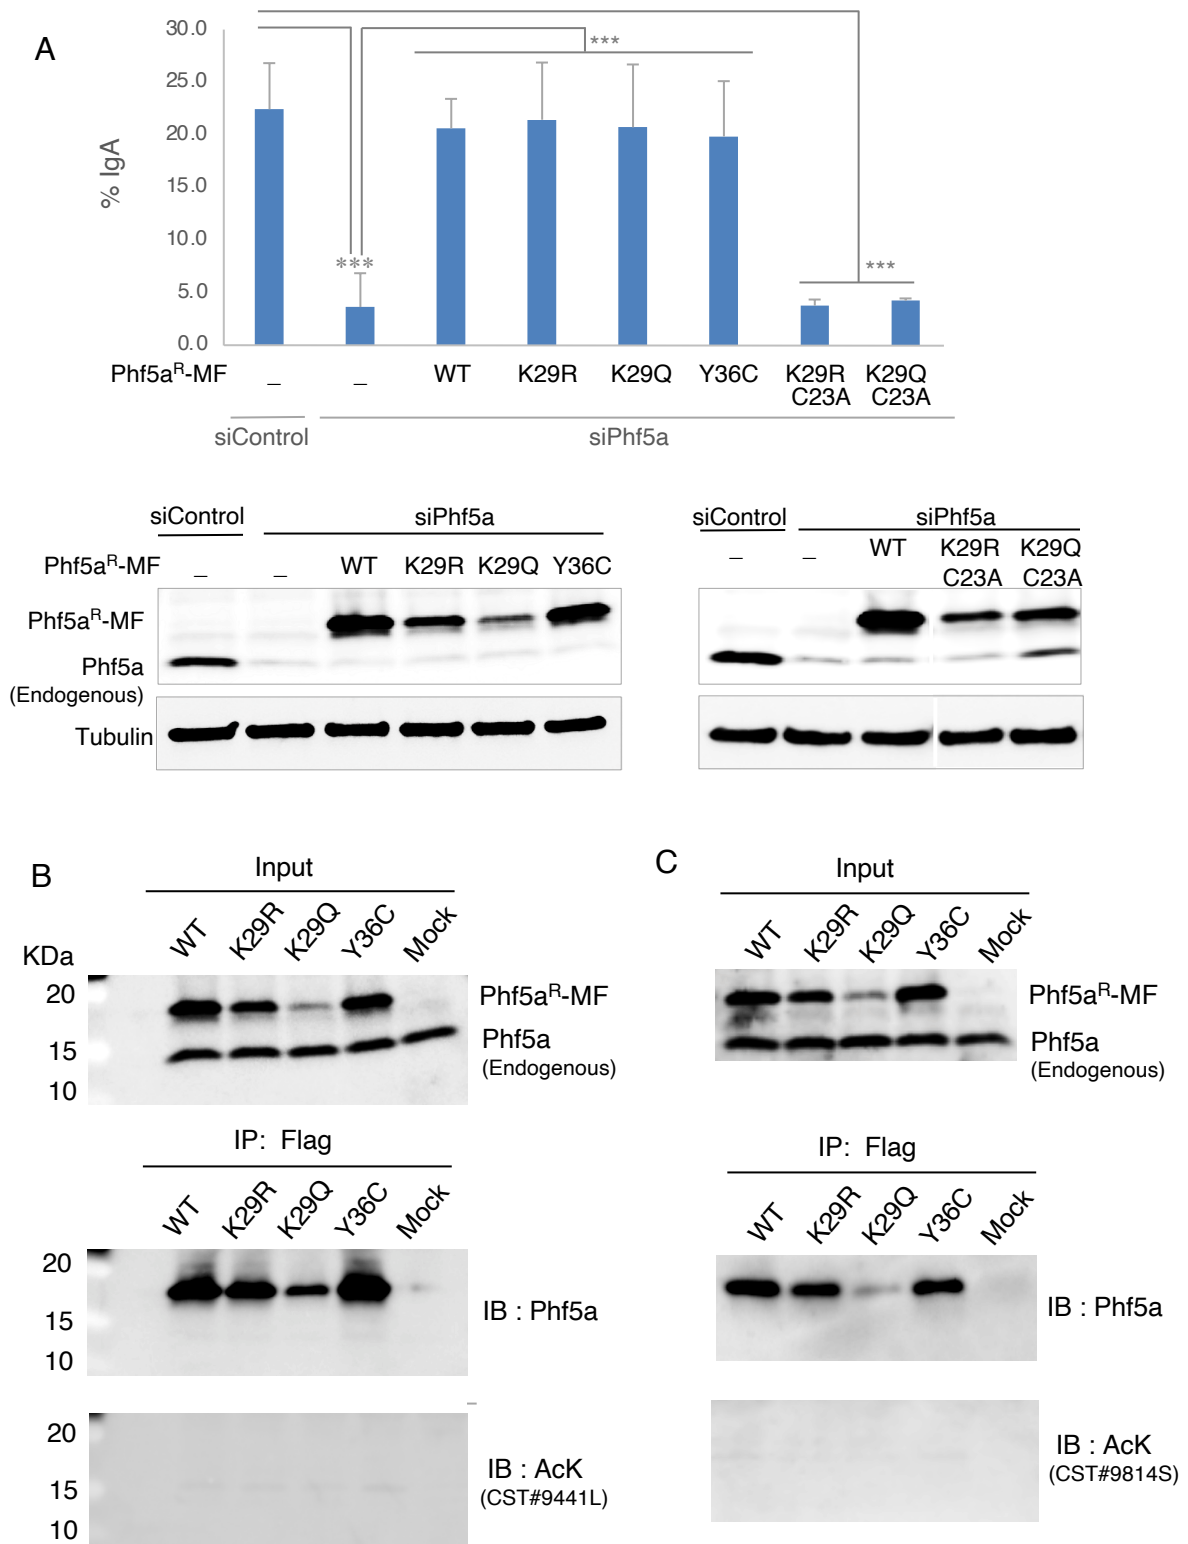 A
30.0
25.0
20.0
15.0
10.0
5.0
0.0
% IgA
***
***
***
Phf5aR-MF – – WT K29R K29Q Y36C K29R K29Q
C23A C23A
siControl siPhf5a
siControl siPhf5a
Phf5aR-MF – – WT K29R K29Q Y36C
Phf5aR-MF
Phf5a
(Endogenous)
Tubulin
siControl siPhf5a
– – WT K29R K29Q
C23A C23A
B
Input
WT K29R K29Q Y36C Mock
KDa
20
15
10
Phf5aR-MF
Phf5a
(Endogenous)
IP: Flag
WT K29R K29Q Y36C Mock
20
15
10
IB : Phf5a
20
15
10
IB : AcK
(CST#9441L)
C
Input
WT K29R K29Q Y36C Mock
Phf5aR-MF
Phf5a
(Endogenous)
IP: Flag
WT K29R K29Q Y36C Mock
IB : Phf5a
IB : AcK
(CST#9814S)